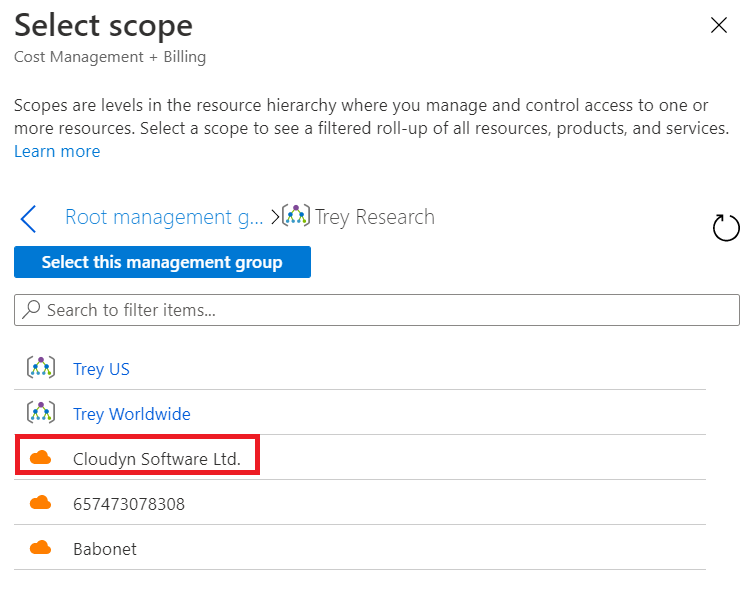 Select scope
Cost Management + Billing
Scopes are levels in the resource hierarchy where you manage and control access to one or
more resources. Select a scope to see a filtered roll-up of all resources, products, and services.
Learn more
Root management g... Trey Research
Select this management group
Search to filter items...
Trey US
Trey Worldwide
Cloudyn Software Ltd.
657473078308
Babonet